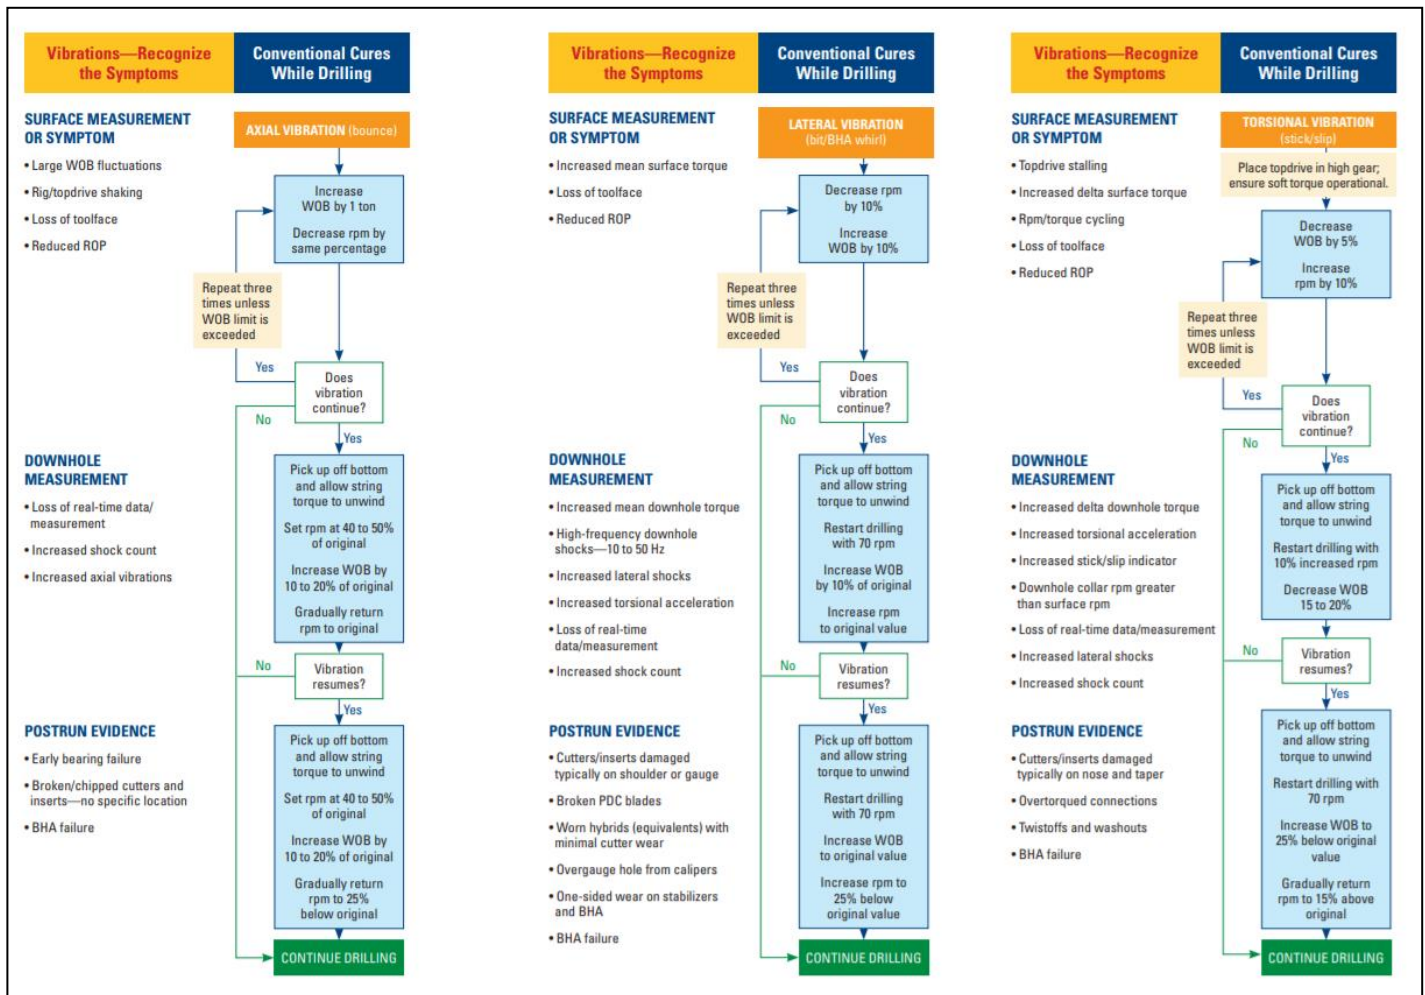 Vibrations—Recognize
the Symptoms
Conventional Cures
While Drilling
SURFACE MEASUREMENT
OR SYMPTOM
• Large WOB fluctuations
• Rig/topdrive shaking
• Loss of toolface
• Reduced ROP
AXIAL VIBRATION (bounce)
Increase
WOB by 1 ton
Decrease rpm by
same percentage
Repeat three
times unless
WOB limit is
exceeded
Yes
Does
vibration
continue?
No
Yes
DOWNHOLE
MEASUREMENT
• Loss of real-time data/
measurement
• Increased shock count
• Increased axial vibrations
Pick up off bottom
and allow string
torque to unwind
Set rpm at 40 to 50%
of original
Increase WOB by
10 to 20% of original
Gradually return
rpm to original
No
Vibration
resumes?
Yes
POSTRUN EVIDENCE
• Early bearing failure
• Broken/chipped cutters and
inserts—no specific location
• BHA failure
Pick up off bottom
and allow string
torque to unwind
Set rpm at 40 to 50%
of original
Increase WOB by
10 to 20% of original
Gradually return
rpm to 25%
below original
CONTINUE DRILLING
Vibrations—Recognize
the Symptoms
Conventional Cures
While Drilling
SURFACE MEASUREMENT
OR SYMPTOM
• Increased mean surface torque
• Loss of toolface
• Reduced ROP
LATERAL VIBRATION
(bit/BHA whirl)
Decrease rpm
by 10%
Increase
WOB by 10%
Repeat three
times unless
WOB limit is
exceeded
Yes
Does
vibration
continue?
No
Yes
DOWNHOLE
MEASUREMENT
• Increased mean downhole torque
• High-frequency downhole
shocks—10 to 50 Hz
• Increased lateral shocks
• Increased torsional acceleration
• Loss of real-time
data/measurement
• Increased shock count
Pick up off bottom
and allow string
torque to unwind
Restart drilling
with 70 rpm
Increase WOB
by 10% of original
Increase rpm
to original value
No
Vibration
resumes?
Yes
POSTRUN EVIDENCE
• Cutters/inserts damaged
typically on shoulder or gauge
• Broken PDC blades
• Worn hybrids (equivalents) with
minimal cutter wear
• Overgauge hole from calipers
• One-sided wear on stabilizers
and BHA
• BHA failure
Pick up off bottom
and allow string
torque to unwind
Restart drilling
with 70 rpm
Increase WOB
to original value
Increase rpm to
25% below
original value
CONTINUE DRILLING
Vibrations—Recognize
the Symptoms
Conventional Cures
While Drilling
SURFACE MEASUREMENT
OR SYMPTOM
• Topdrive stalling
• Increased delta surface torque
• Rpm/torque cycling
• Loss of toolface
• Reduced ROP
TORSIONAL VIBRATION
(stick/slip)
Place topdrive in high gear;
ensure soft torque operational.
Decrease
WOB by 5%
Increase
rpm by 10%
Repeat three
times unless
WOB limit is
exceeded
Yes
Does
vibration
continue?
No
Yes
DOWNHOLE
MEASUREMENT
• Increased delta downhole torque
• Increased torsional acceleration
• Increased stick/slip indicator
• Downhole collar rpm greater
than surface rpm
• Loss of real-time data/measurement
• Increased lateral shocks
• Increased shock count
Pick up off bottom
and allow string
torque to unwind
Restart drilling with
10% increased rpm
Decrease WOB
15 to 20%
No
Vibration
resumes?
Yes
POSTRUN EVIDENCE
• Cutters/inserts damaged
typically on nose and taper
• Overtorqued connections
• Twistoffs and washouts
• BHA failure
Pick up off bottom
and allow string
torque to unwind
Restart drilling with
70 rpm
Increase WOB to
25% below original
value
Gradually return
rpm to 15% above
original
CONTINUE DRILLING